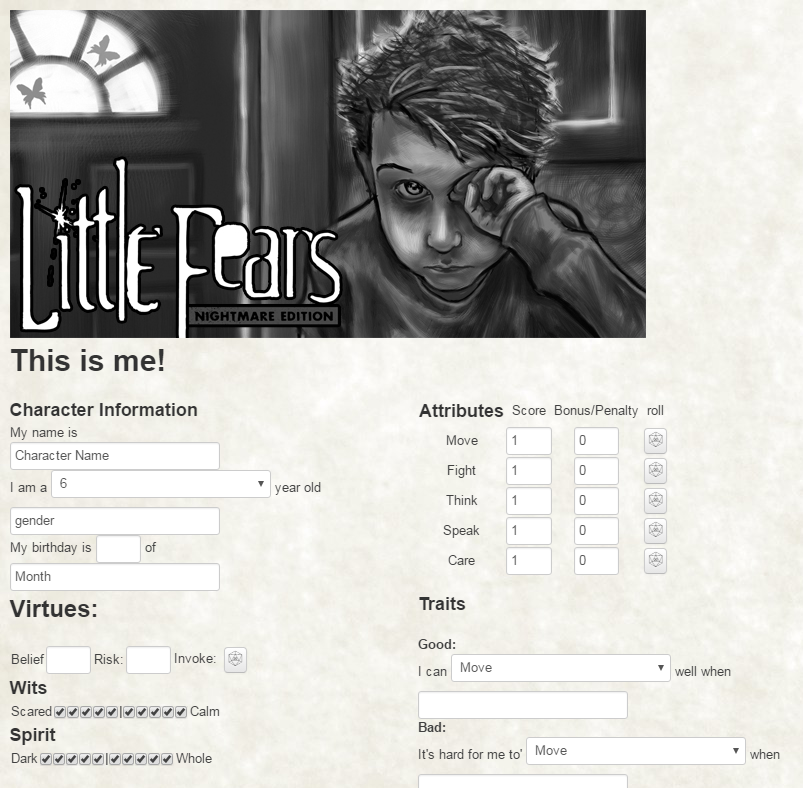 Little Fears
NIGHTMARE EDITION
This is me!
Character Information
My name is
Character Name
I am a 6 year old
gender
My birthday is of
Month
Virtues:
Belief Risk: Invoke:
Wits
Scared | Calm
Spirit
Dark | Whole
Attributes Score Bonus/Penalty roll
Move 1 0
Fight 1 0
Think 1 0
Speak 1 0
Care 1 0
Traits
Good:
I can Move well when
Bad:
It's hard for me to' Move when